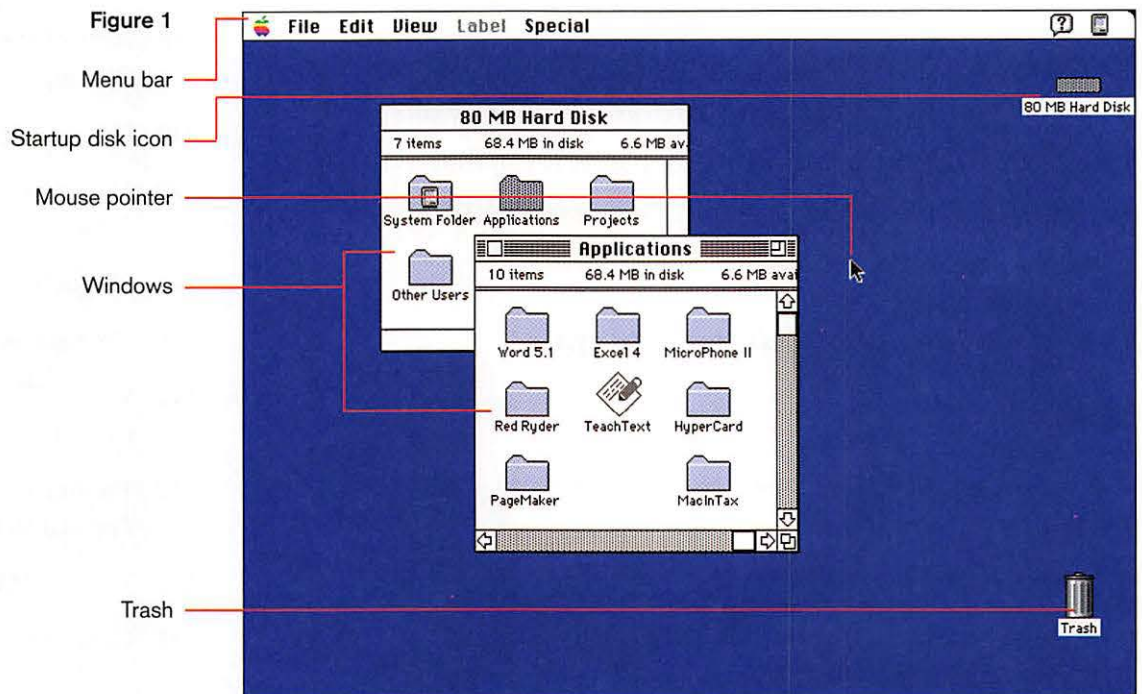 Figure 1
File Edit View Label Special
Menu bar
Startup disk icon
Mouse pointer
Windows
Trash
80 MB Hard Disk
80 MB Hard Disk
7 items 68.4 MB in disk 6.6 MB av
System Folder Applications Projects
Other Users
Applications
10 items 68.4 MB in disk 6.6 MB avai
Word 5.1 Excel 4 MicroPhone II
Red Ryder TeachText HyperCard
PageMaker MacInTax
Trash